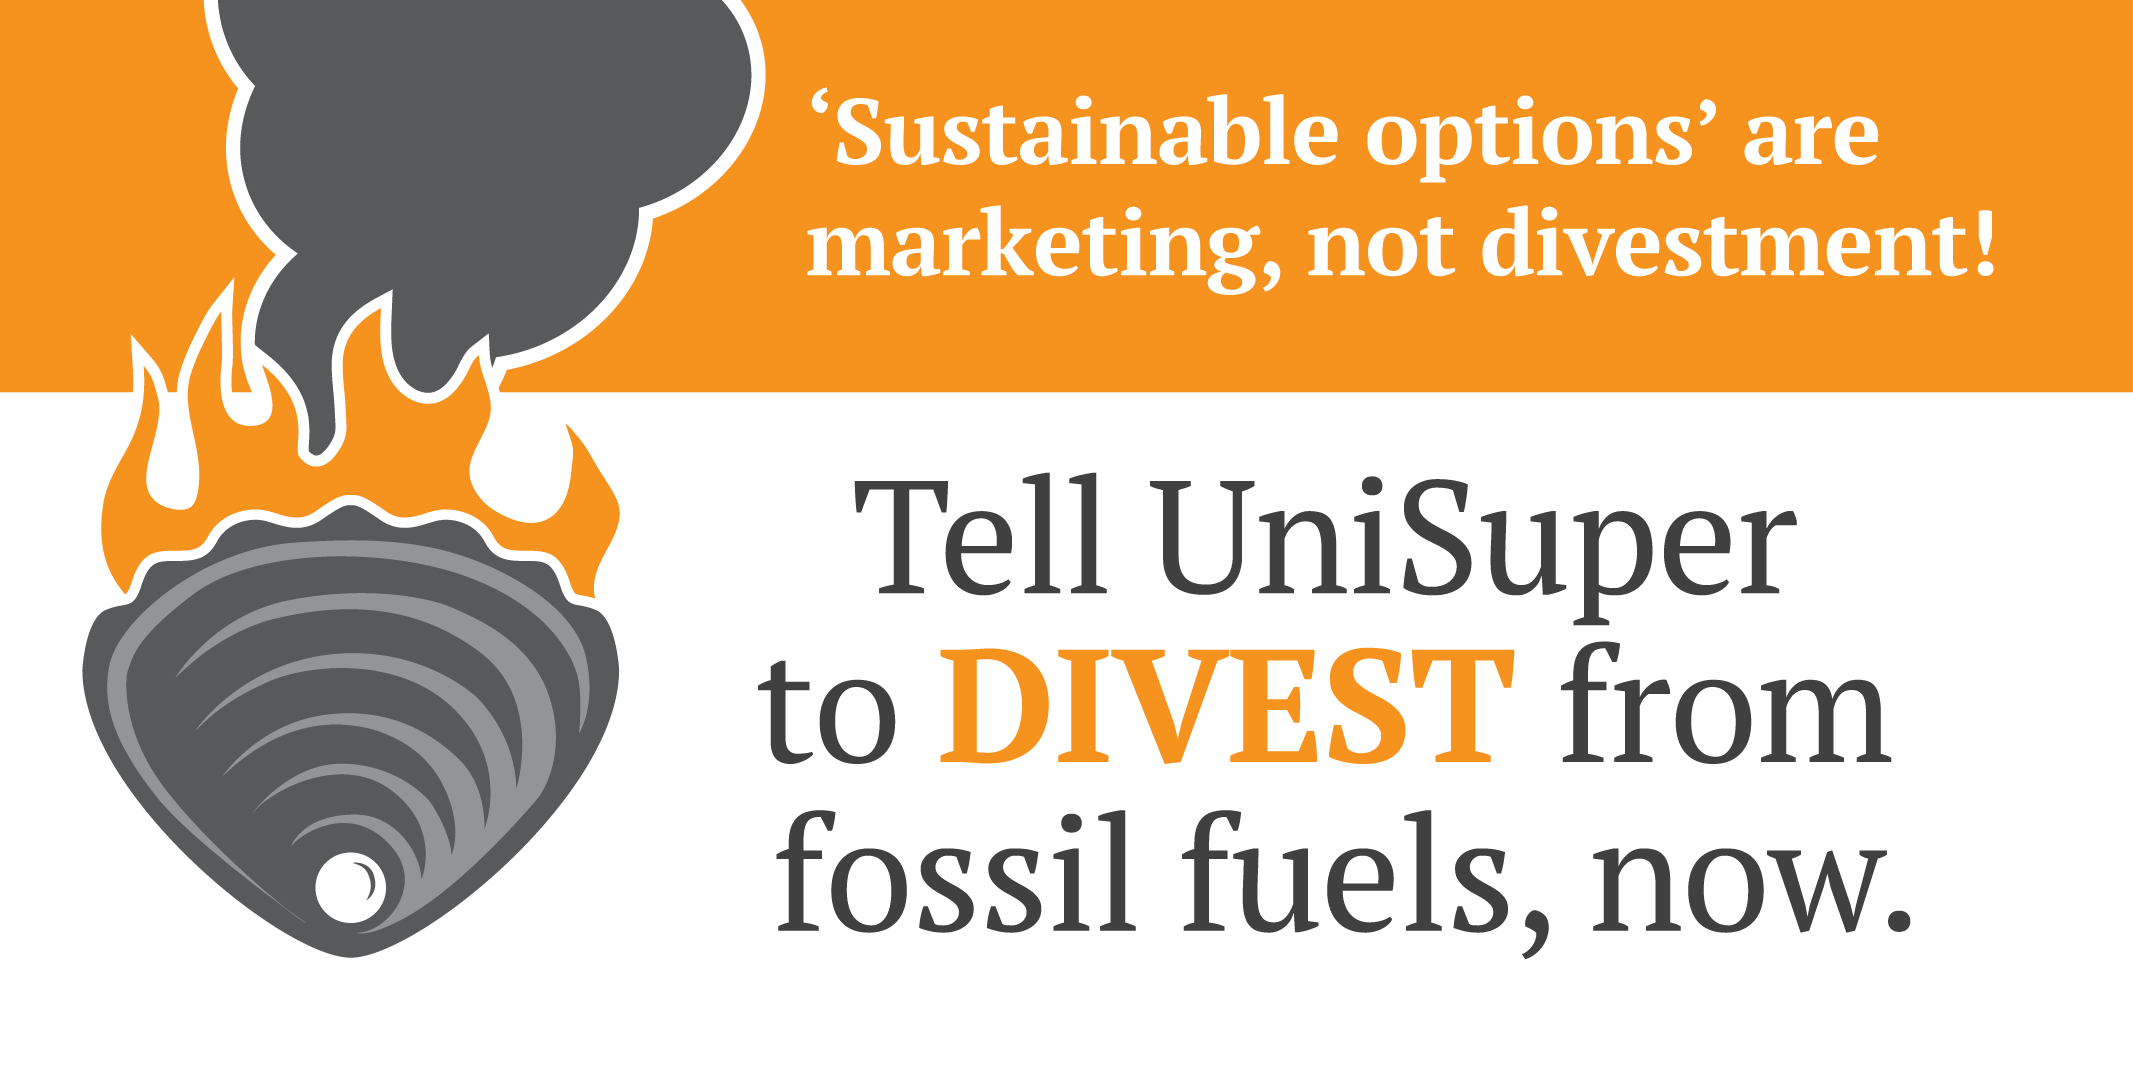 ‘Sustainable options’ are
marketing, not divestment!
Tell UniSuper
to DIVEST from
fossil fuels, now.